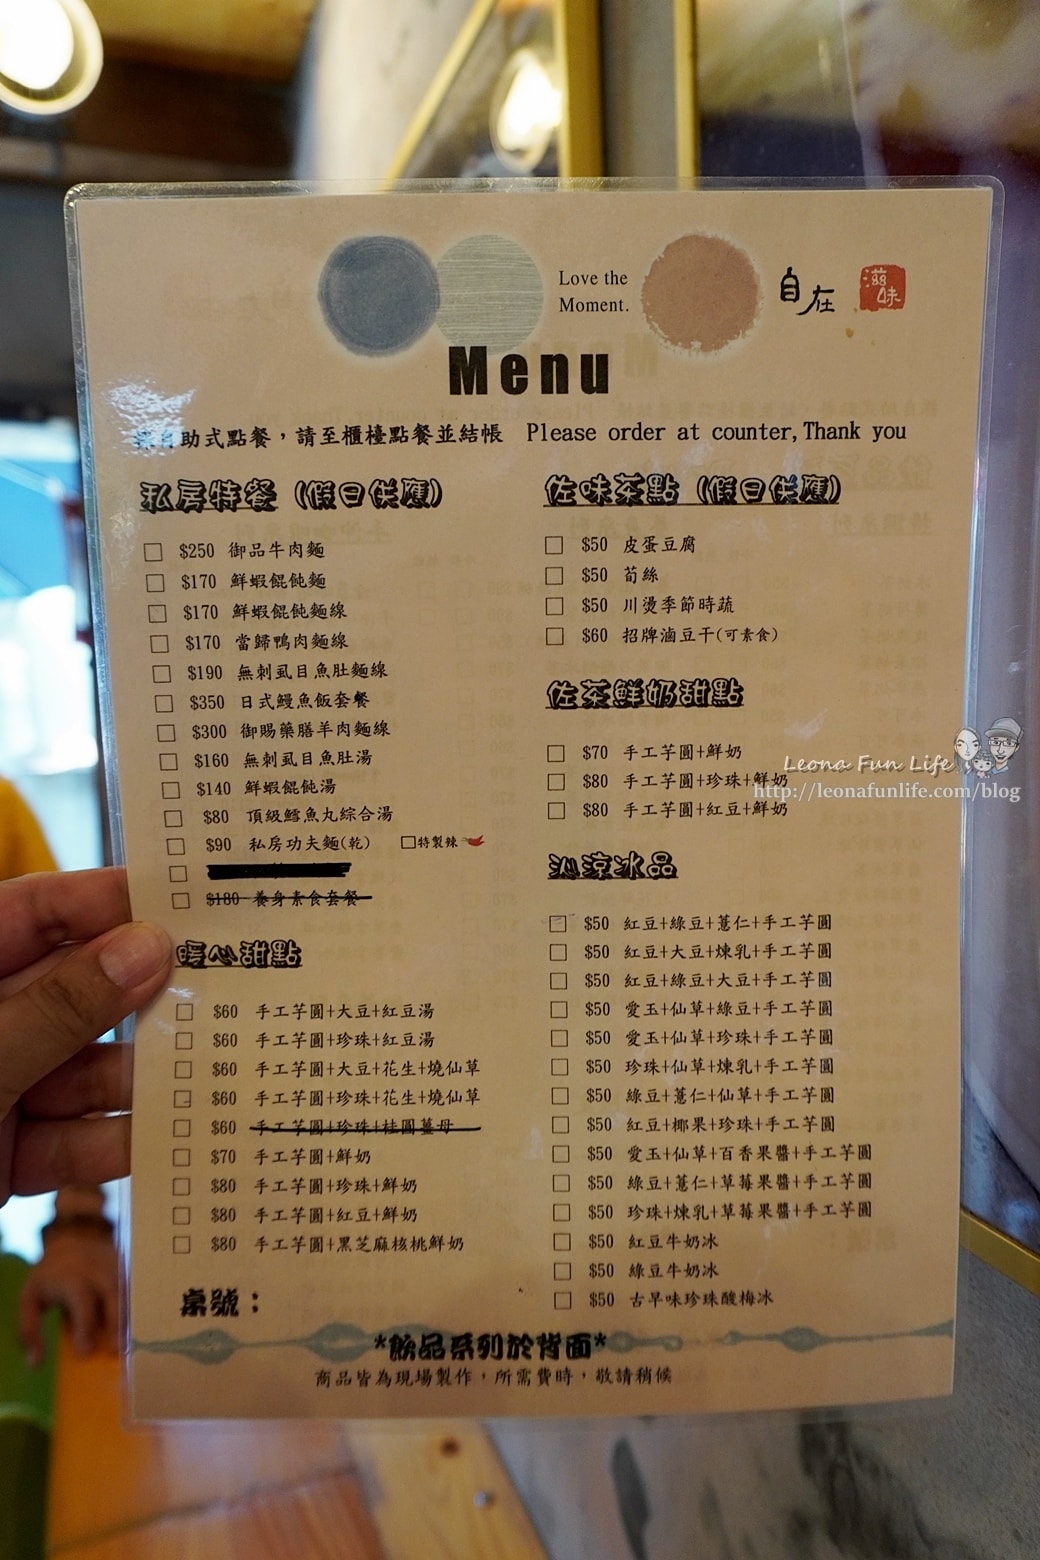 Love the
Moment.
自在
滋味
Menu
助式點餐，請至櫃檯點餐並結帳 Please order at counter,Thank you
私房特餐 (假日供應)
$250 御品牛肉麵
$170 鮮蝦餛飩麵
$170 鮮蝦餛飩麵線
$170 當歸鴨肉麵線
$190 無刺虱目魚肚麵線
$350 日式鰻魚飯套餐
$300 御賜藥膳羊肉麵線
$160 無刺虱目魚肚湯
$140 鮮蝦餛飩湯
$80 頂級鱈魚丸綜合湯
$90 私房功夫麵(乾) 特製辣
$180 養身素食套餐
暖心甜點
$60 手工芋圓+大豆+紅豆湯
$60 手工芋圓+珍珠+紅豆湯
$60 手工芋圓+大豆+花生+燒仙草
$60 手工芋圓+珍珠+花生+燒仙草
$60 手工芋圓+珍珠+桂圓薑母
$70 手工芋圓+鮮奶
$80 手工芋圓+珍珠+鮮奶
$80 手工芋圓+紅豆+鮮奶
$80 手工芋圓+黑芝麻核桃鮮奶
桌號：
佐味茶點 (假日供應)
$50 皮蛋豆腐
$50 荀絲
$50 川燙季節時蔬
$60 招牌滷豆干(可素食)
佐茶鮮奶甜點
$70 手工芋圓+鮮奶
$80 手工芋圓+珍珠+鮮奶
$80 手工芋圓+紅豆+鮮奶
沁涼冰品
$50 紅豆+綠豆+薏仁+手工芋圓
$50 紅豆+大豆+煉乳+手工芋圓
$50 紅豆+綠豆+大豆+手工芋圓
$50 愛玉+仙草+綠豆+手工芋圓
$50 愛玉+仙草+珍珠+手工芋圓
$50 珍珠+仙草+煉乳+手工芋圓
$50 綠豆+薏仁+仙草+手工芋圓
$50 紅豆+椰果+珍珠+手工芋圓
$50 愛玉+仙草+百香果醬+手工芋圓
$50 綠豆+薏仁+草莓果醬+手工芋圓
$50 珍珠+煉乳+草莓果醬+手工芋圓
$50 紅豆牛奶冰
$50 綠豆牛奶冰
$50 古早味珍珠酸梅冰
*飲品系列於背面*
商品皆為現場製作，所需費時，敬請稍候
Leona Fun Life
http://leonafunlife.com/blog